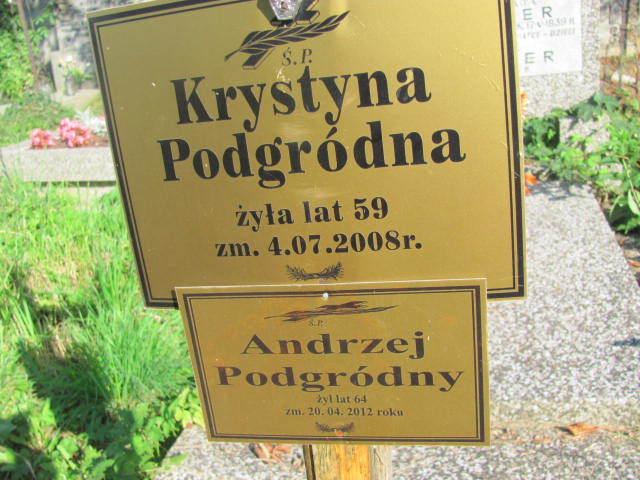 Ś.P.
Krystyna
Podgródna
żyła lat 59
zm. 4.07.2008r.
Ś.P.
Andrzej
Podgródny
żył lat 64
zm. 20. 04. 2012 roku